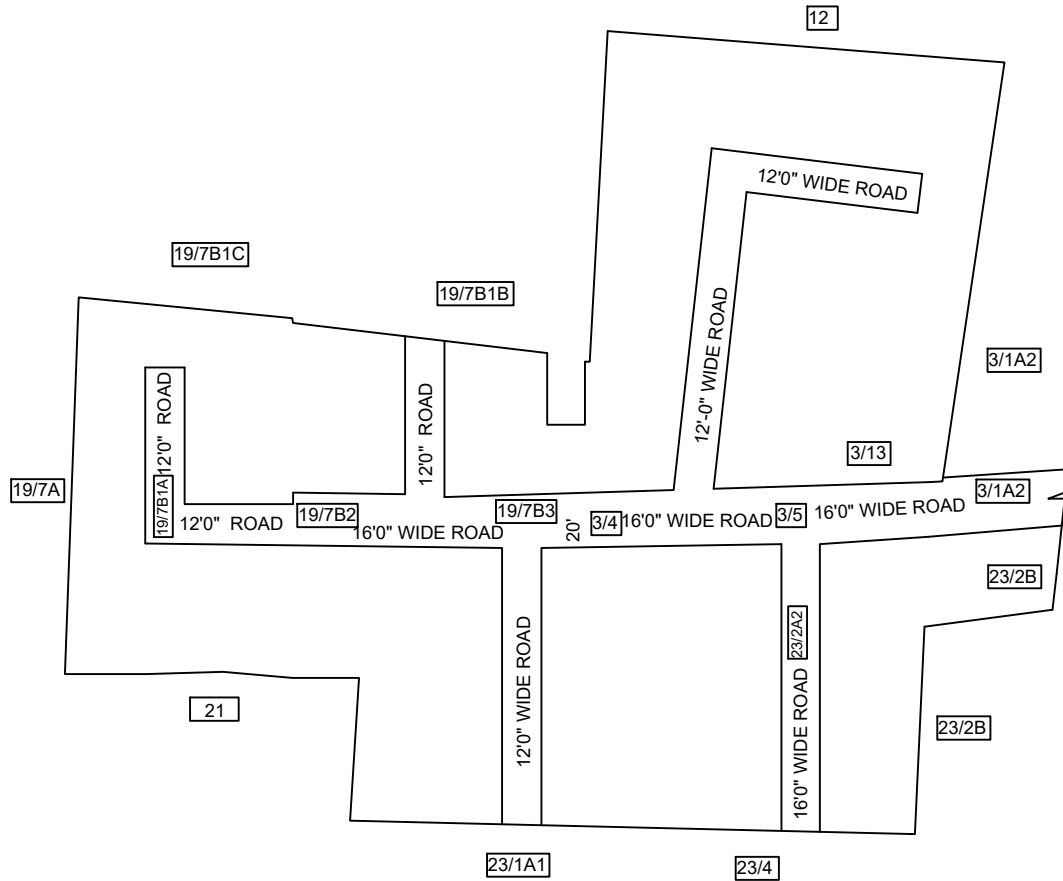 12
12'0" WIDE ROAD
19/7B1C
19/7B1B
12'-0" WIDE ROAD
3/1A2
12'0"  ROAD
12'0"  ROAD
3/13
19/7A
19/7B1A
3/1A2
19/7B2
19/7B3
3/4
16'0" WIDE ROAD
3/5
16'0" WIDE ROAD
12'0"  ROAD
16'0" WIDE ROAD
20'
23/2B
23/2A2
12'0" WIDE ROAD
16'0" WIDE ROAD
21
23/2B
23/1A1
23/4